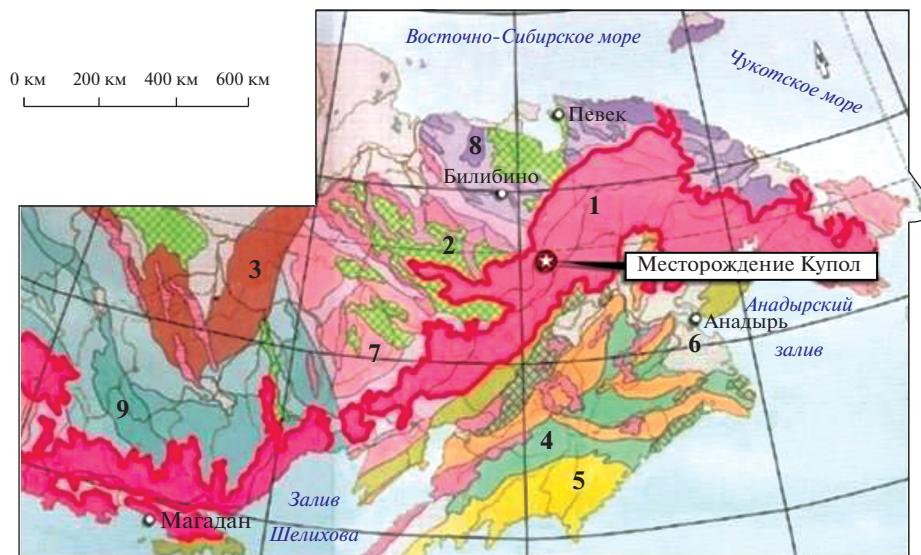 Восточно-Сибирское море
0 км 200 км 400 км 600 км
Чукотское море
Певек
8
Билибино
1
2
3
Месторождение Купол
Анадырский
Анадырь
залив
6
7
9
4
5
Залив
Магадан
Шелихова